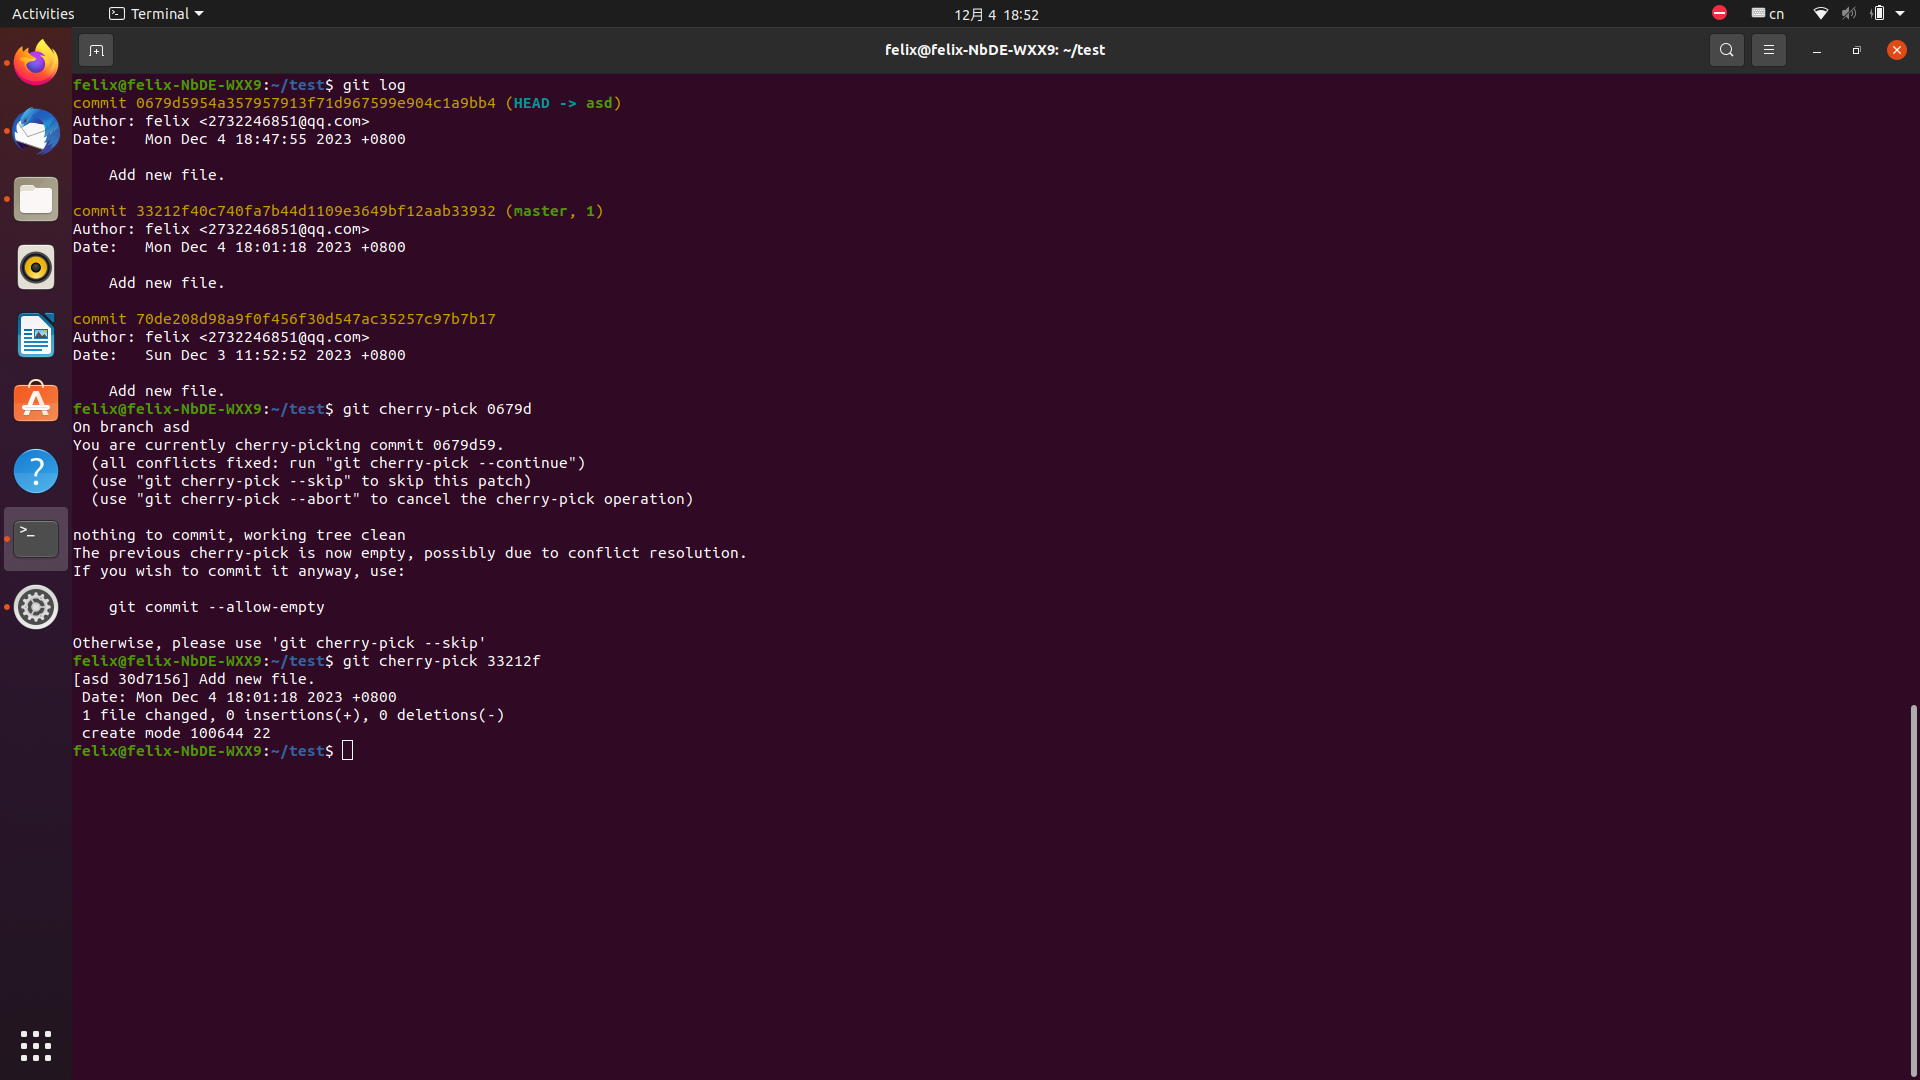 Activities
Terminal
12月 4 18:52
cn
felix@felix-NbDE-WXX9: ~/test
felix@felix-NbDE-WXX9:~/test$ git log
commit 0679d5954a357957913f71d967599e904c1a9bb4 (HEAD -> asd)
Author: felix <2732246851@qq.com>
Date:   Mon Dec 4 18:47:55 2023 +0800
    Add new file.
commit 33212f40c740fa7b44d1109e3649bf12aab33932 (master, 1)
Author: felix <2732246851@qq.com>
Date:   Mon Dec 4 18:01:18 2023 +0800
    Add new file.
commit 70de208d98a9f0f456f30d547ac35257c97b7b17
Author: felix <2732246851@qq.com>
Date:   Sun Dec 3 11:52:52 2023 +0800
    Add new file.
felix@felix-NbDE-WXX9:~/test$ git cherry-pick 0679d
On branch asd
You are currently cherry-picking commit 0679d59.
  (all conflicts fixed: run "git cherry-pick --continue")
  (use "git cherry-pick --skip" to skip this patch)
  (use "git cherry-pick --abort" to cancel the cherry-pick operation)
nothing to commit, working tree clean
The previous cherry-pick is now empty, possibly due to conflict resolution.
If you wish to commit it anyway, use:
    git commit --allow-empty
Otherwise, please use 'git cherry-pick --skip'
felix@felix-NbDE-WXX9:~/test$ git cherry-pick 33212f
[asd 30d7156] Add new file.
 Date: Mon Dec 4 18:01:18 2023 +0800
 1 file changed, 0 insertions(+), 0 deletions(-)
 create mode 100644 22
felix@felix-NbDE-WXX9:~/test$